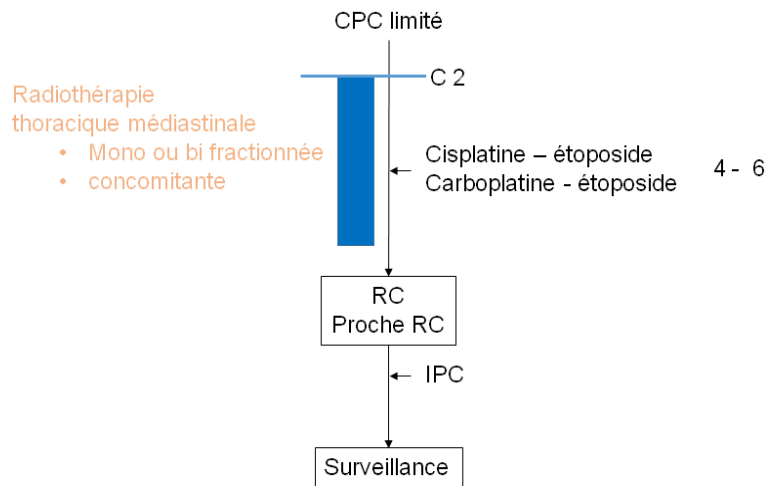 CPC limité
C 2
Radiothérapie
thoracique médiastinale
• Mono ou bi fractionnée
• concomitante
Cisplatine – étoposide
Carboplatine - étoposide
4 - 6
RC
Proche RC
IPC
Surveillance